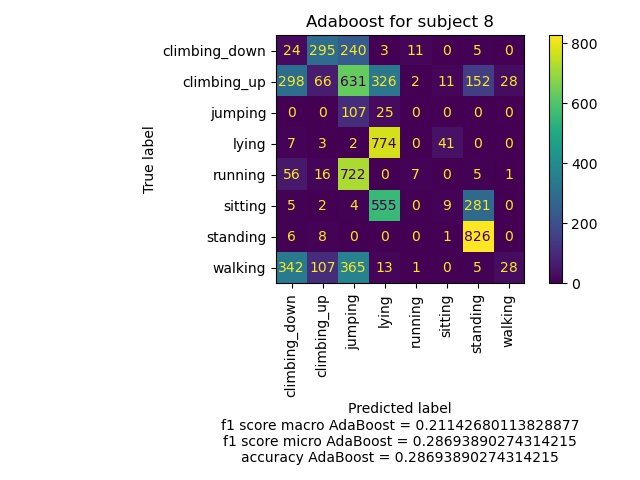 Adaboost for subject 8
climbing_down 24 295 240 3 11 0 5 0
climbing_up 298 66 631 326 2 11 152 28
jumping 0 0 107 25 0 0 0 0
lying 7 3 2 774 0 41 0 0
running 56 16 722 0 7 0 5 1
sitting 5 2 4 555 0 9 281 0
standing 6 8 0 0 0 1 826 0
walking 342 107 365 13 1 0 5 28
True label
climbing_down
climbing_up
jumping
lying
running
sitting
standing
walking
Predicted label
800
600
400
200
0
f1 score macro AdaBoost = 0.21142680113828877
f1 score micro AdaBoost = 0.28693890274314215
accuracy AdaBoost = 0.28693890274314215